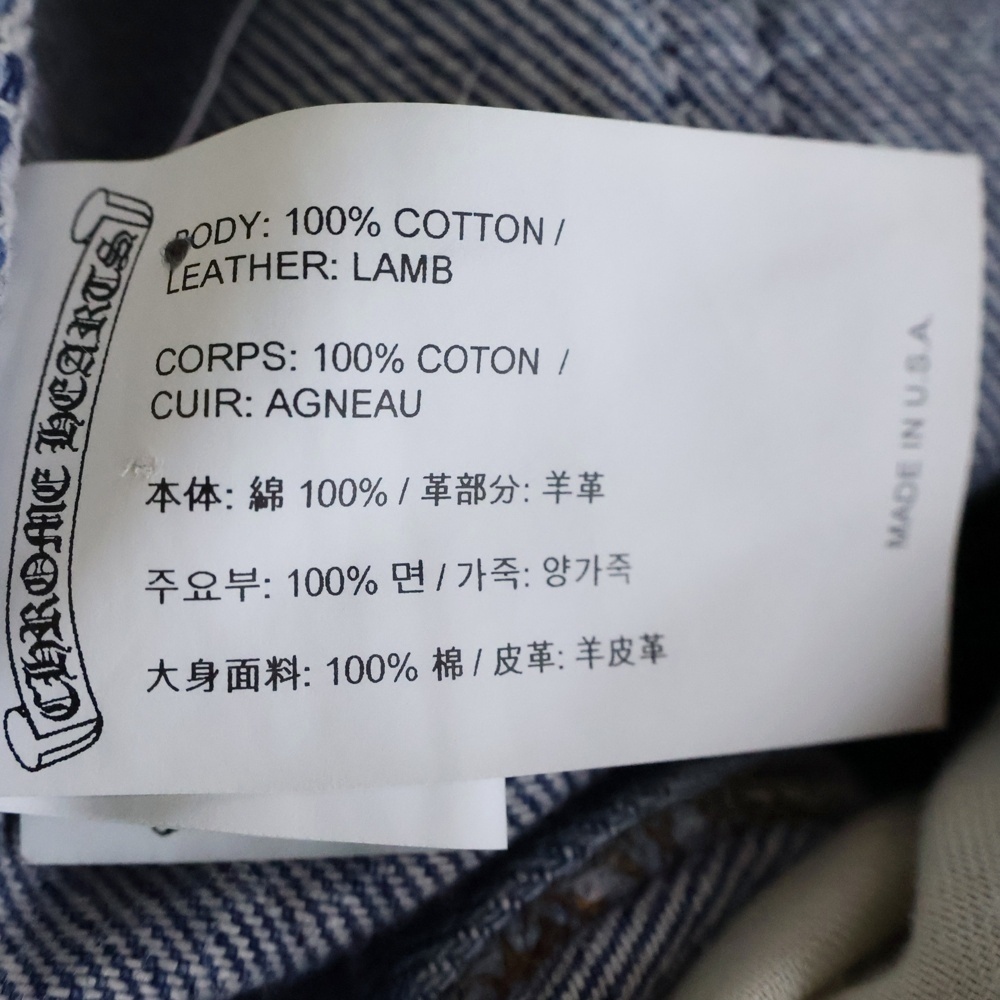 CHROME HEARTS
BODY: 100% COTTON /
LEATHER: LAMB
CORPS: 100% COTON /
CUIR: AGNEAU
本体: 綿 100% / 革部分: 羊革
주요부: 100% 면 / 가죽: 양가죽
大身面料: 100% 棉 / 皮革: 羊皮革
MADE IN U.S.A.